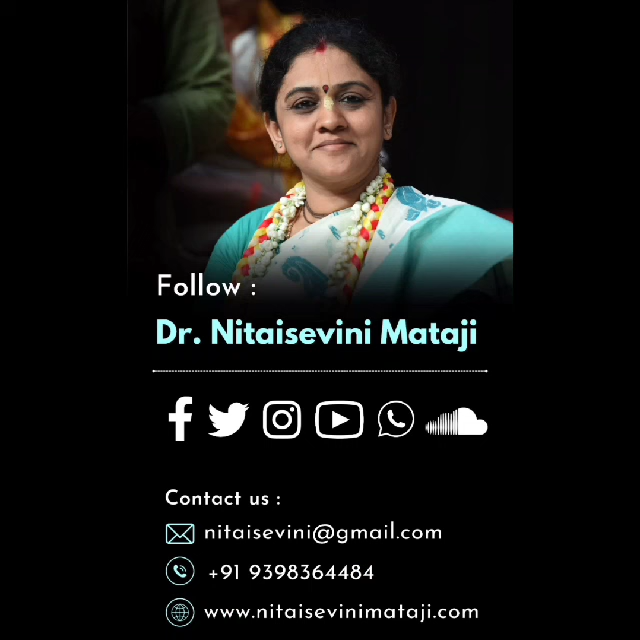 Follow :
Dr. Nitaisevini Mataji
Contact us :
nitaisevini@gmail.com
+91 9398364484
www.nitaisevinimataji.com